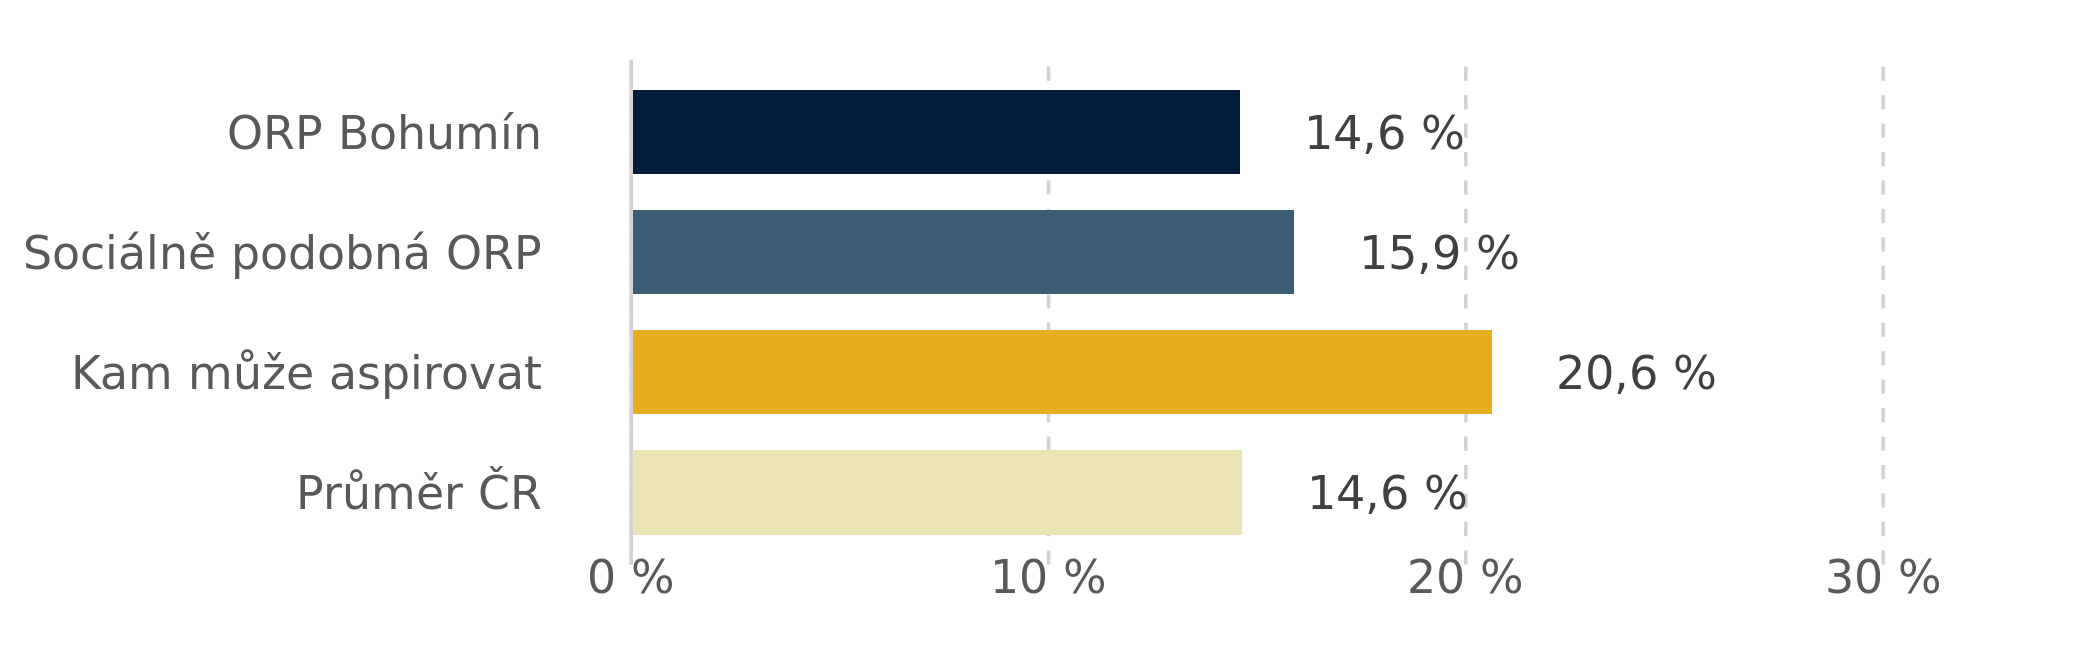 ORP Bohumín 14,6 %
Sociálně podobná ORP 15,9 %
Kam může aspirovat 20,6 %
Průměr ČR 14,6 %
0 % 10 % 20 % 30 %